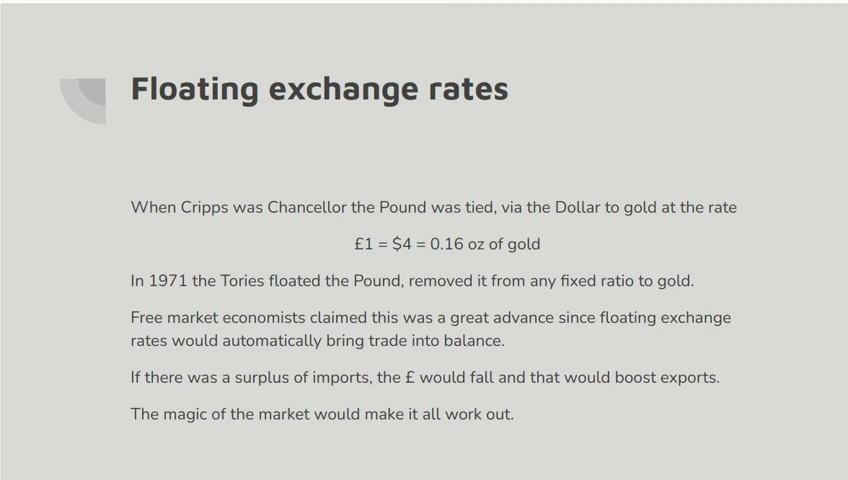 Floating exchange rates
When Cripps was Chancellor the Pound was tied, via the Dollar to gold at the rate
£1 = $4 = 0.16 oz of gold
In 1971 the Tories floated the Pound, removed it from any fixed ratio to gold.
Free market economists claimed this was a great advance since floating exchange
rates would automatically bring trade into balance.
If there was a surplus of imports, the £ would fall and that would boost exports.
The magic of the market would make it all work out.